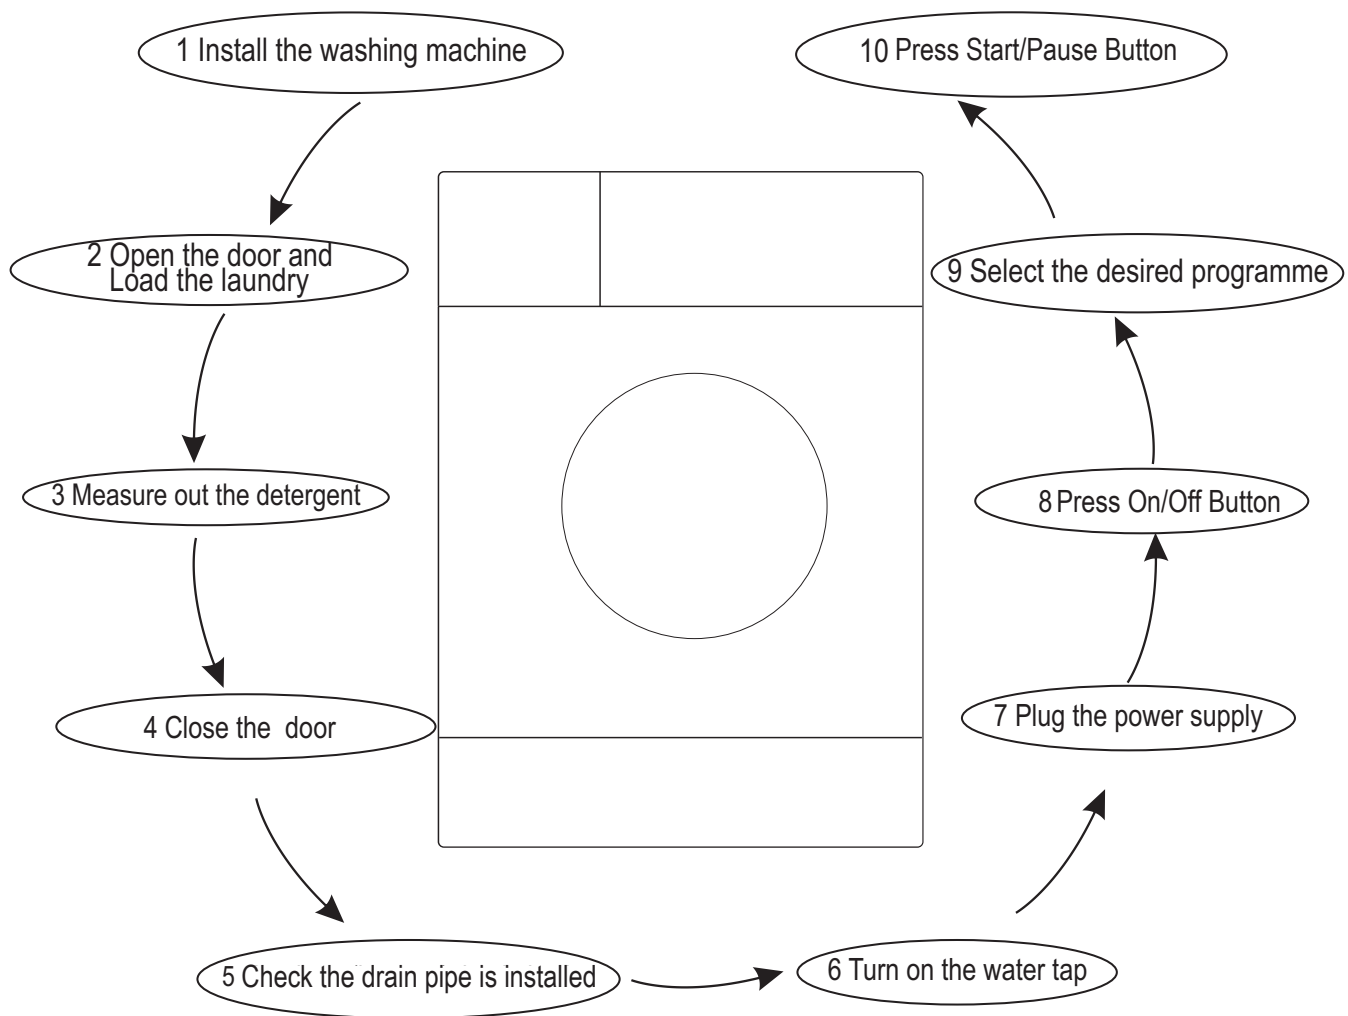 1 Install the washing machine
2 Open the door and
Load the laundry
3 Measure out the detergent
4 Close the door
5 Check the drain pipe is installed
6 Turn on the water tap
7 Plug the power supply
8 Press On/Off Button
9 Select the desired programme
10 Press Start/Pause Button